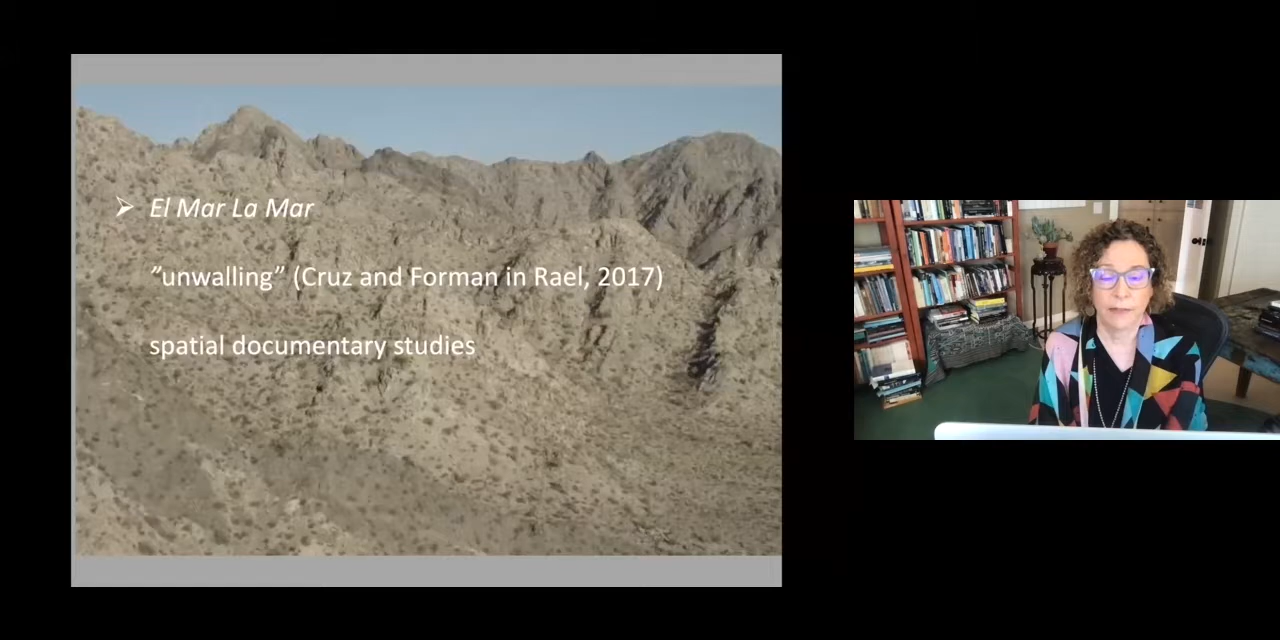 El Mar La Mar
”unwalling” (Cruz and Forman in Rael, 2017)
spatial documentary studies